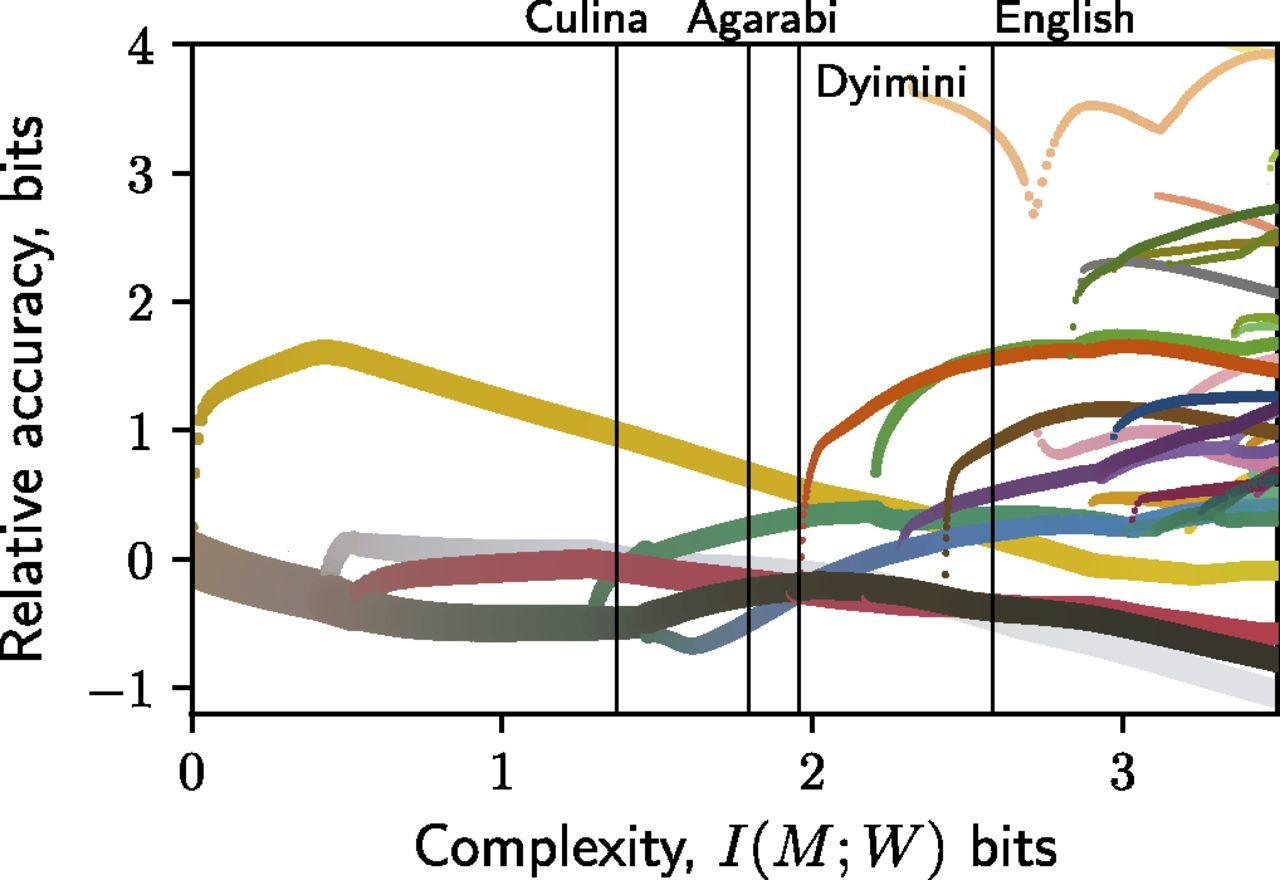 Culina Agarabi English
Dyimini
Relative accuracy, bits
4
3
2
1
0
−1
0 1 2 3
Complexity, I(M;W) bits